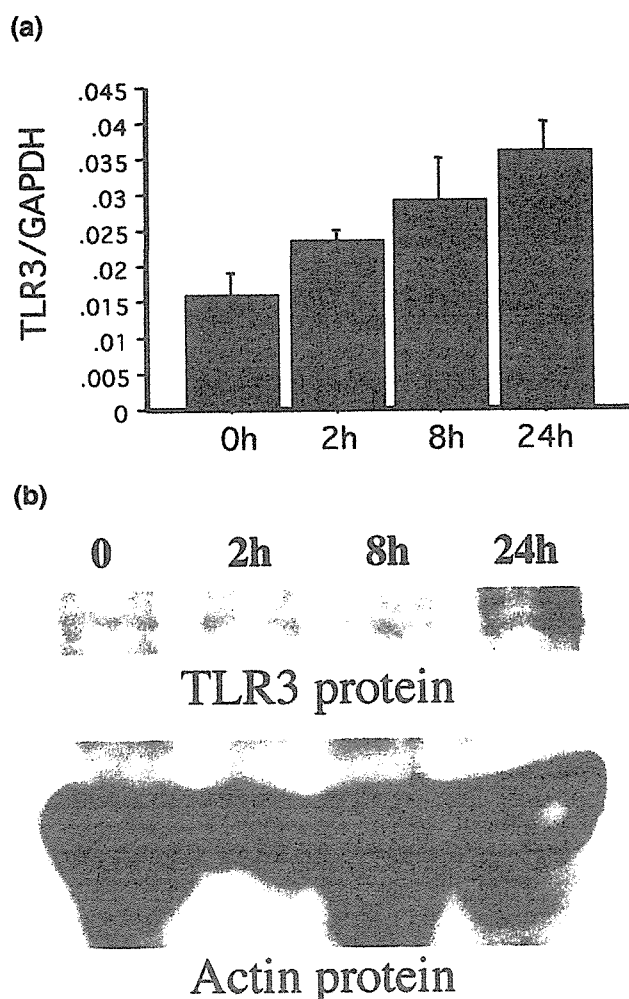 (a)
TLR3/GAPDH
.045
.04
.035
.03
.025
.02
.015
.01
.005
0
0h 2h 8h 24h
(b)
0 2h 8h 24h
TLR3 protein
Actin protein